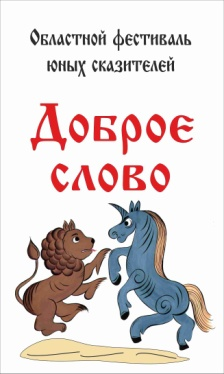 Областной фестиваль
юных сказителей
Доброе
слово